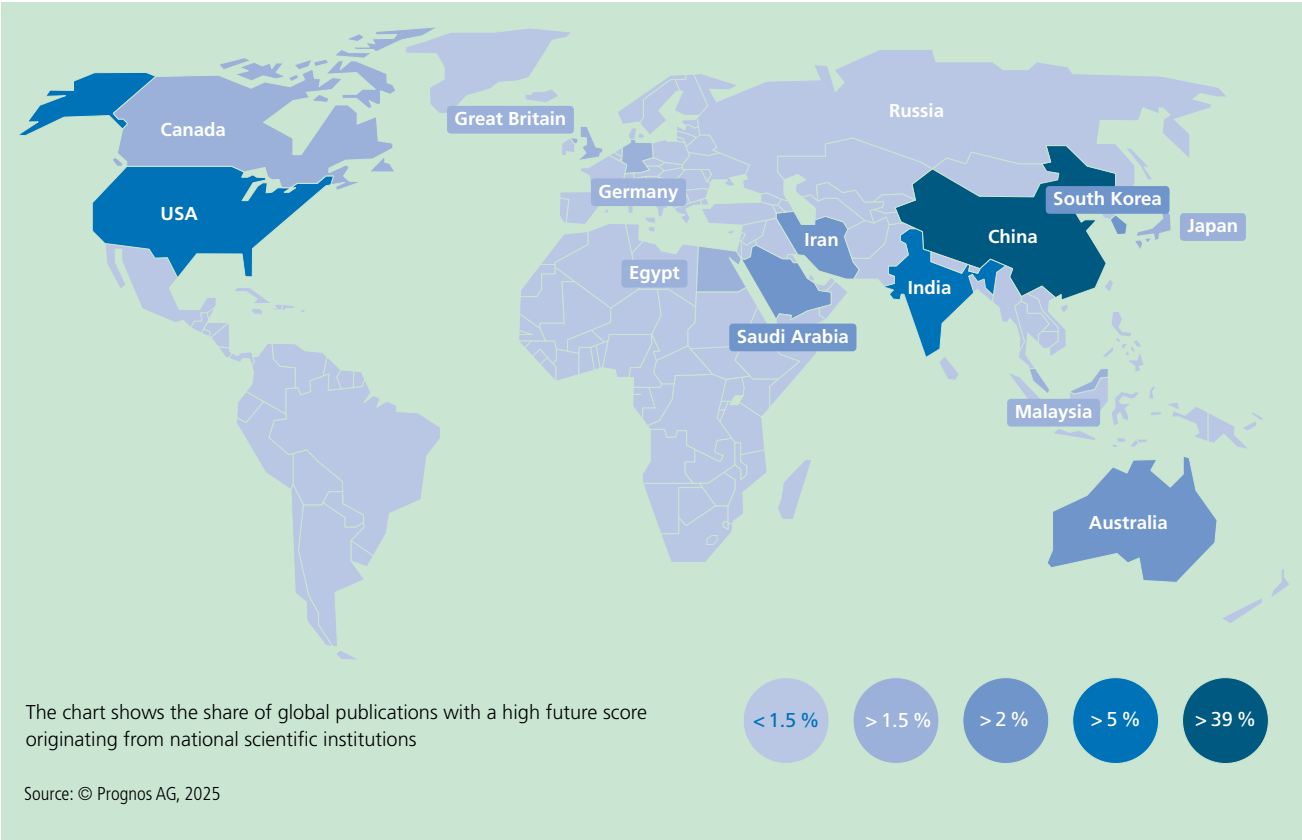 Great Britain
Canada
Russia
Germany
South Korea
USA
Japan
China
Iran
Egypt
India
Saudi Arabia
Malaysia
Australia
The chart shows the share of global publications with a high future score
originating from national scientific institutions
< 1.5 %
> 1.5 %
> 2 %
> 5 %
> 39 %
Source: © Prognos AG, 2025